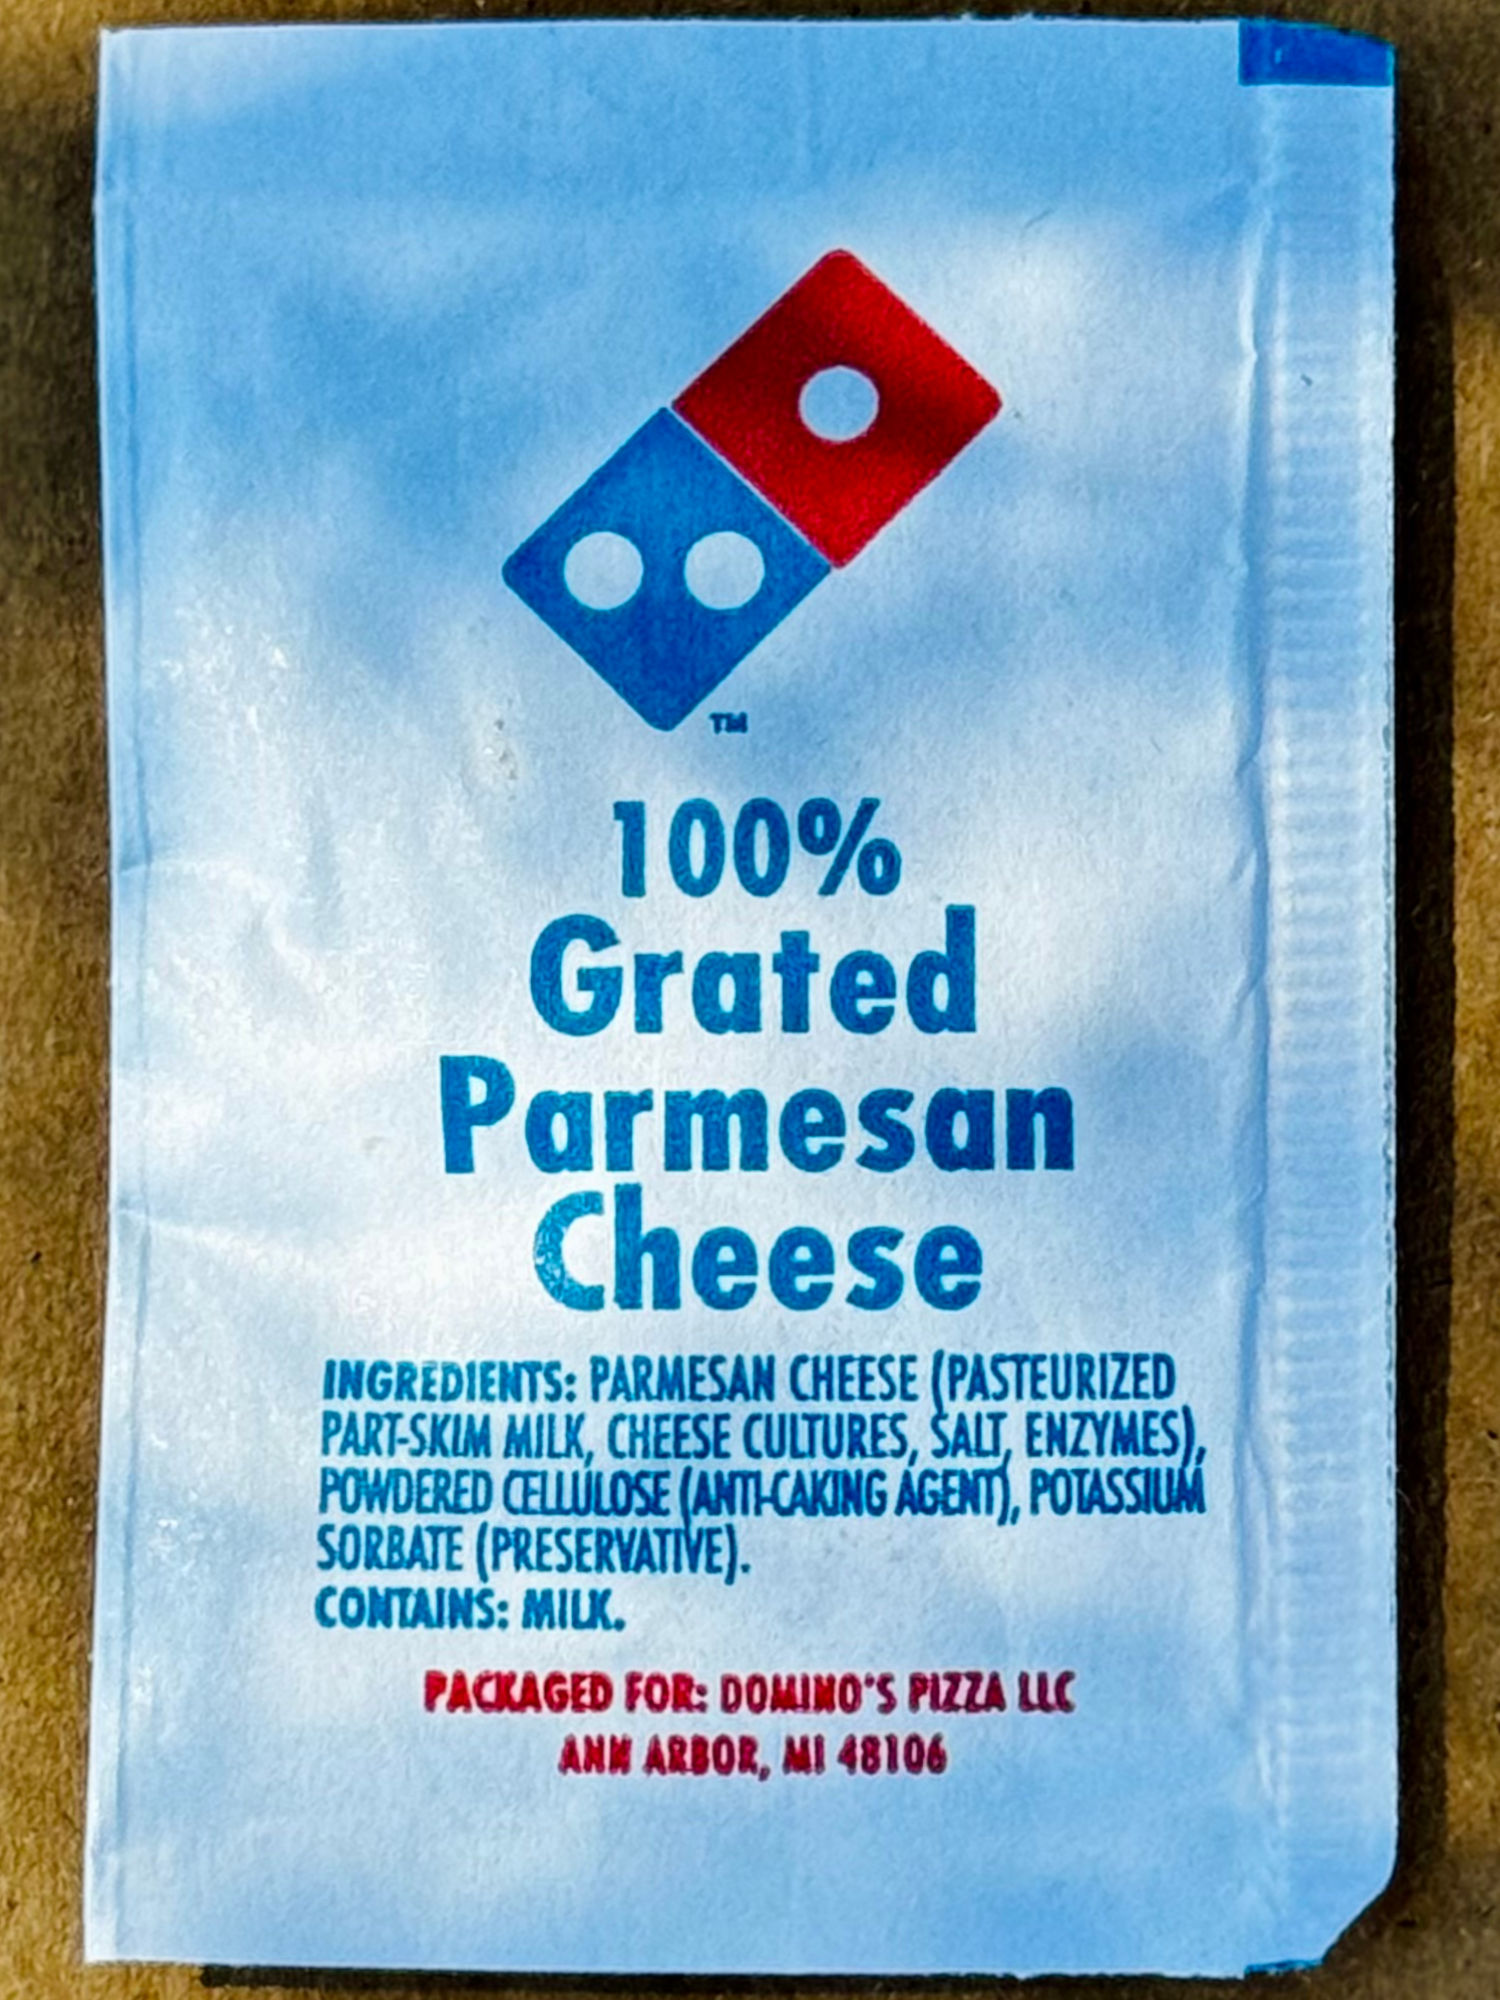 TM
100%
Grated
Parmesan
Cheese
INGREDIENTS: PARMESAN CHEESE (PASTEURIZED
PART-SKIM MILK, CHEESE CULTURES, SALT, ENZYMES),
POWDERED CELLULOSE (ANTI-CAKING AGENT), POTASSIUM
SORBATE (PRESERVATIVE).
CONTAINS: MILK.
PACKAGED FOR: DOMINO'S PIZZA LLC
ANN ARBOR, MI 48106